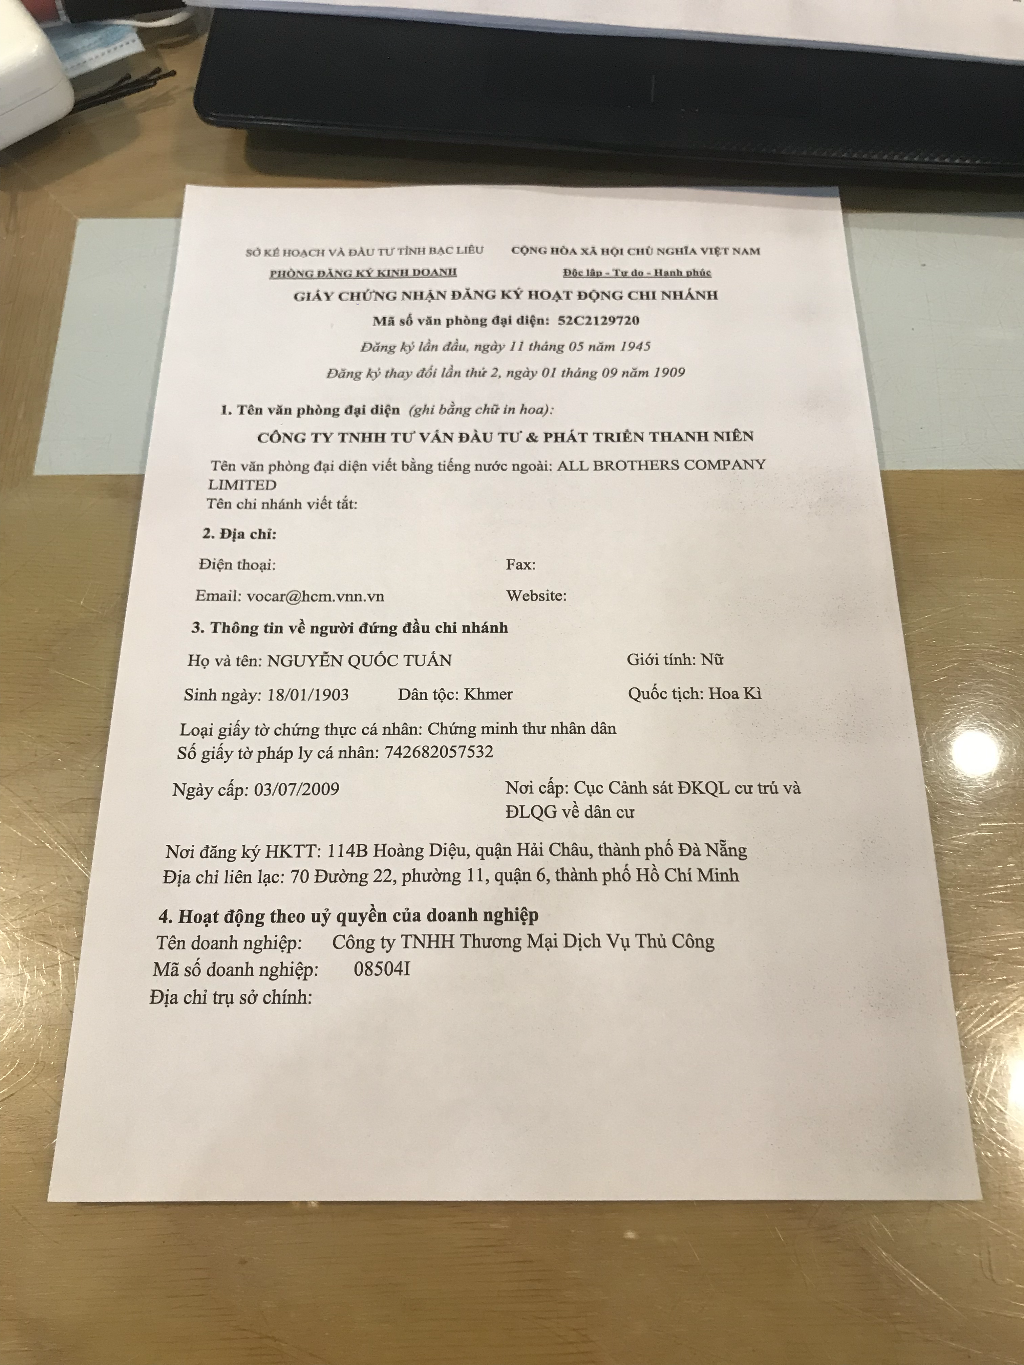 SỞ KẾ HOẠCH VÀ ĐẦU TƯ TỈNH BẠC LIÊU CỘNG HÒA XÃ HỘI CHỦ NGHĨA VIỆT NAM
PHÒNG ĐĂNG KÝ KINH DOANH Độc lập - Tự do - Hạnh phúc
GIẤY CHỨNG NHẬN ĐĂNG KÝ HOẠT ĐỘNG CHI NHÁNH
Mã số văn phòng đại diện: 52C2129720
Đăng ký lần đầu, ngày 11 tháng 05 năm 1945
Đăng ký thay đổi lần thứ 2, ngày 01 tháng 09 năm 1909
1. Tên văn phòng đại diện (ghi bằng chữ in hoa):
CÔNG TY TNHH TƯ VẤN ĐẦU TƯ & PHÁT TRIỂN THANH NIÊN
Tên văn phòng đại diện viết bằng tiếng nước ngoài: ALL BROTHERS COMPANY
LIMITED
Tên chi nhánh viết tắt:
2. Địa chỉ:
Điện thoại: Fax:
Email: vocar@hcm.vnn.vn Website:
3. Thông tin về người đứng đầu chi nhánh
Họ và tên: NGUYỄN QUỐC TUẤN Giới tính: Nữ
Sinh ngày: 18/01/1903 Dân tộc: Khmer Quốc tịch: Hoa Kì
Loại giấy tờ chứng thực cá nhân: Chứng minh thư nhân dân
Số giấy tờ pháp ly cá nhân: 742682057532
Ngày cấp: 03/07/2009 Nơi cấp: Cục Cảnh sát ĐKQL cư trú và
ĐLQG về dân cư
Nơi đăng ký HKTT: 114B Hoàng Diệu, quận Hải Châu, thành phố Đà Nẵng
Địa chỉ liên lạc: 70 Đường 22, phường 11, quận 6, thành phố Hồ Chí Minh
4. Hoạt động theo uỷ quyền của doanh nghiệp
Tên doanh nghiệp: Công ty TNHH Thương Mại Dịch Vụ Thủ Công
Mã số doanh nghiệp: 08504I
Địa chỉ trụ sở chính: